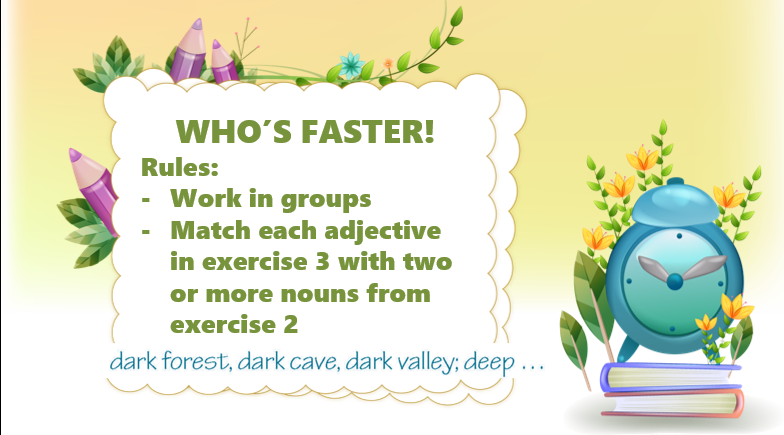 WHO´S FASTER!
Rules:
- Work in groups
- Match each adjective
in exercise 3 with two
or more nouns from
exercise 2
dark forest, dark cave, dark valley; deep ...